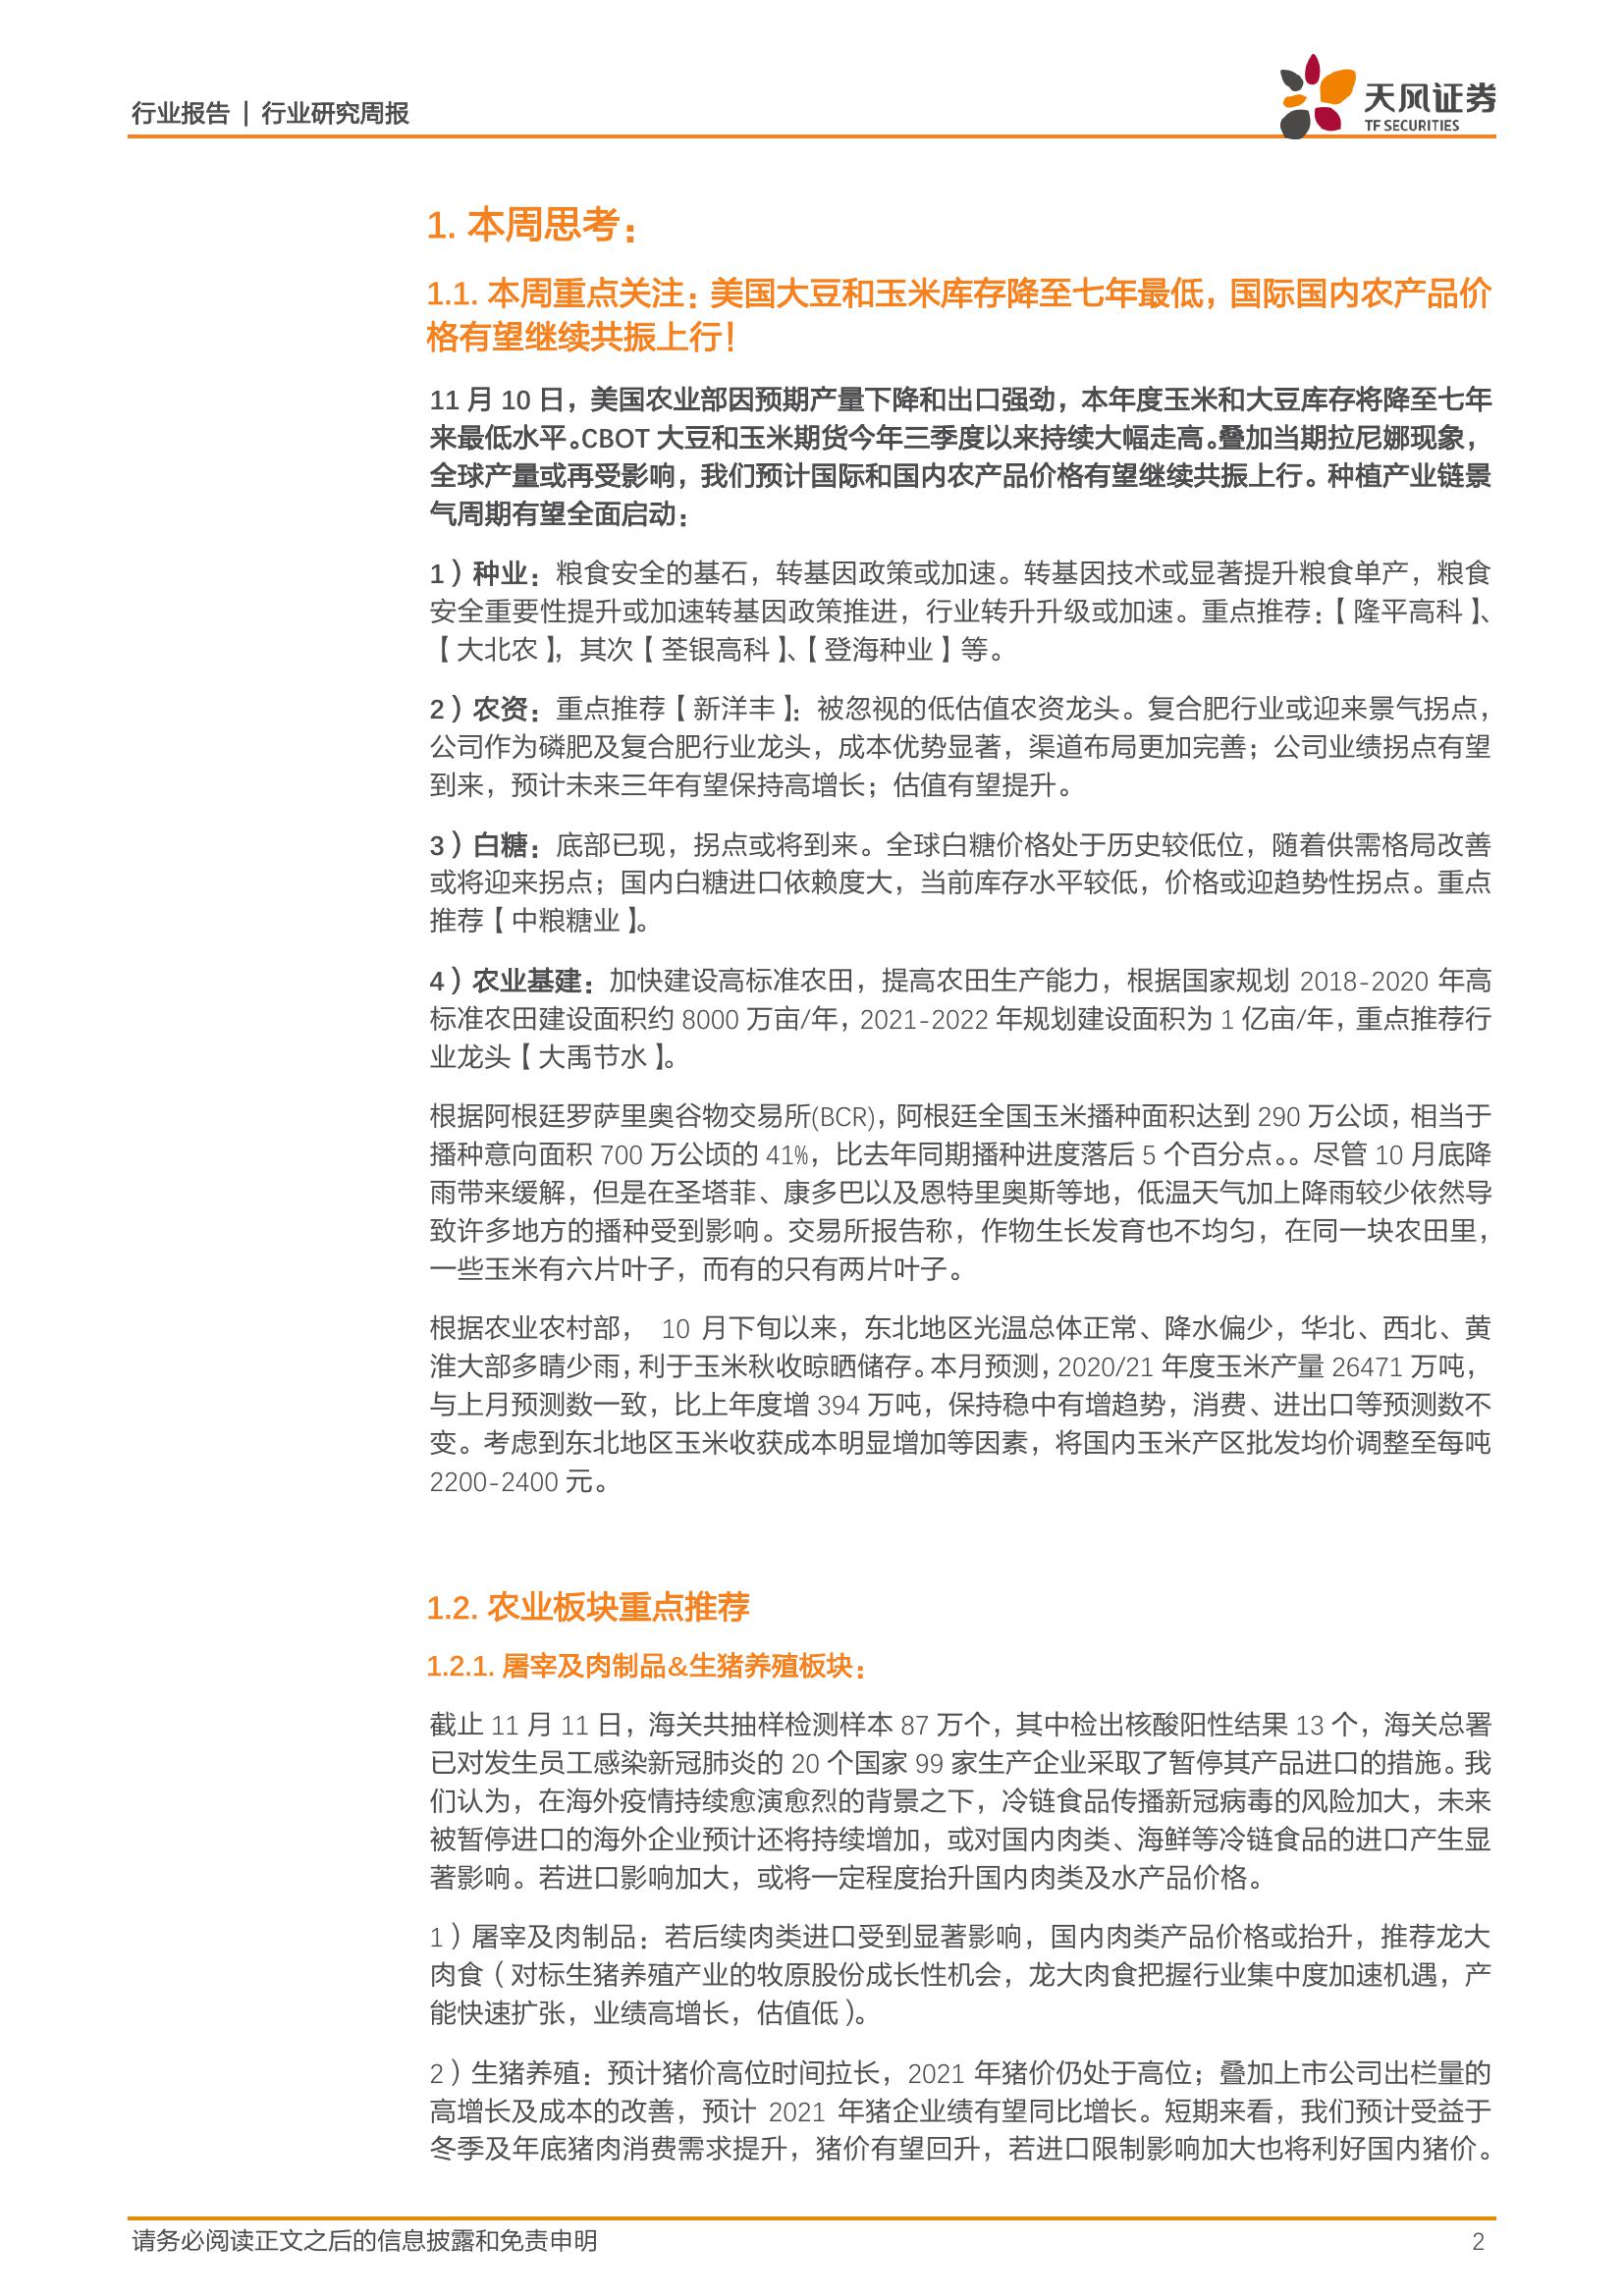 行业报告 | 行业研究周报
天风证券
TF SECURITIES
1. 本周思考：
1.1. 本周重点关注：美国大豆和玉米库存降至七年最低，国际国内农产品价
格有望继续共振上行！
11 月 10 日，美国农业部因预期产量下降和出口强劲，本年度玉米和大豆库存将降至七年
来最低水平。CBOT 大豆和玉米期货今年三季度以来持续大幅走高。叠加当期拉尼娜现象，
全球产量或再受影响，我们预计国际和国内农产品价格有望继续共振上行。种植产业链景
气周期有望全面启动：
1）种业：粮食安全的基石，转基因政策或加速。转基因技术或显著提升粮食单产，粮食
安全重要性提升或加速转基因政策推进，行业转升升级或加速。重点推荐：【隆平高科】、
【大北农】，其次【荃银高科】、【登海种业】等。
2）农资：重点推荐【新洋丰】：被忽视的低估值农资龙头。复合肥行业或迎来景气拐点，
公司作为磷肥及复合肥行业龙头，成本优势显著，渠道布局更加完善；公司业绩拐点有望
到来，预计未来三年有望保持高增长；估值有望提升。
3）白糖：底部已现，拐点或将到来。全球白糖价格处于历史较低位，随着供需格局改善
或将迎来拐点；国内白糖进口依赖度大，当前库存水平较低，价格或迎趋势性拐点。重点
推荐【中粮糖业】。
4）农业基建：加快建设高标准农田，提高农田生产能力，根据国家规划 2018-2020 年高
标准农田建设面积约 8000 万亩/年，2021-2022 年规划建设面积为 1 亿亩/年，重点推荐行
业龙头【大禹节水】。
根据阿根廷罗萨里奥谷物交易所(BCR)，阿根廷全国玉米播种面积达到 290 万公顷，相当于
播种意向面积 700 万公顷的 41%，比去年同期播种进度落后 5 个百分点。。尽管 10 月底降
雨带来缓解，但是在圣塔菲、康多巴以及恩特里奥斯等地，低温天气加上降雨较少依然导
致许多地方的播种受到影响。交易所报告称，作物生长发育也不均匀，在同一块农田里，
一些玉米有六片叶子，而有的只有两片叶子。
根据农业农村部， 10 月下旬以来，东北地区光温总体正常、降水偏少，华北、西北、黄
淮大部多晴少雨，利于玉米秋收晾晒储存。本月预测，2020/21 年度玉米产量 26471 万吨，
与上月预测数一致，比上年度增 394 万吨，保持稳中有增趋势，消费、进出口等预测数不
变。考虑到东北地区玉米收获成本明显增加等因素，将国内玉米产区批发均价调整至每吨
2200-2400 元。
1.2. 农业板块重点推荐
1.2.1. 屠宰及肉制品&生猪养殖板块：
截止 11 月 11 日，海关共抽样检测样本 87 万个，其中检出核酸阳性结果 13 个，海关总署
已对发生员工感染新冠肺炎的 20 个国家 99 家生产企业采取了暂停其产品进口的措施。我
们认为，在海外疫情持续愈演愈烈的背景之下，冷链食品传播新冠病毒的风险加大，未来
被暂停进口的海外企业预计还将持续增加，或对国内肉类、海鲜等冷链食品的进口产生显
著影响。若进口影响加大，或将一定程度抬升国内肉类及水产品价格。
1）屠宰及肉制品：若后续肉类进口受到显著影响，国内肉类产品价格或抬升，推荐龙大
肉食（对标生猪养殖产业的牧原股份成长性机会，龙大肉食把握行业集中度加速机遇，产
能快速扩张，业绩高增长，估值低）。
2）生猪养殖：预计猪价高位时间拉长，2021 年猪价仍处于高位；叠加上市公司出栏量的
高增长及成本的改善，预计 2021 年猪企业绩有望同比增长。短期来看，我们预计受益于
冬季及年底猪肉消费需求提升，猪价有望回升，若进口限制影响加大也将利好国内猪价。
请务必阅读正文之后的信息披露和免责申明
2